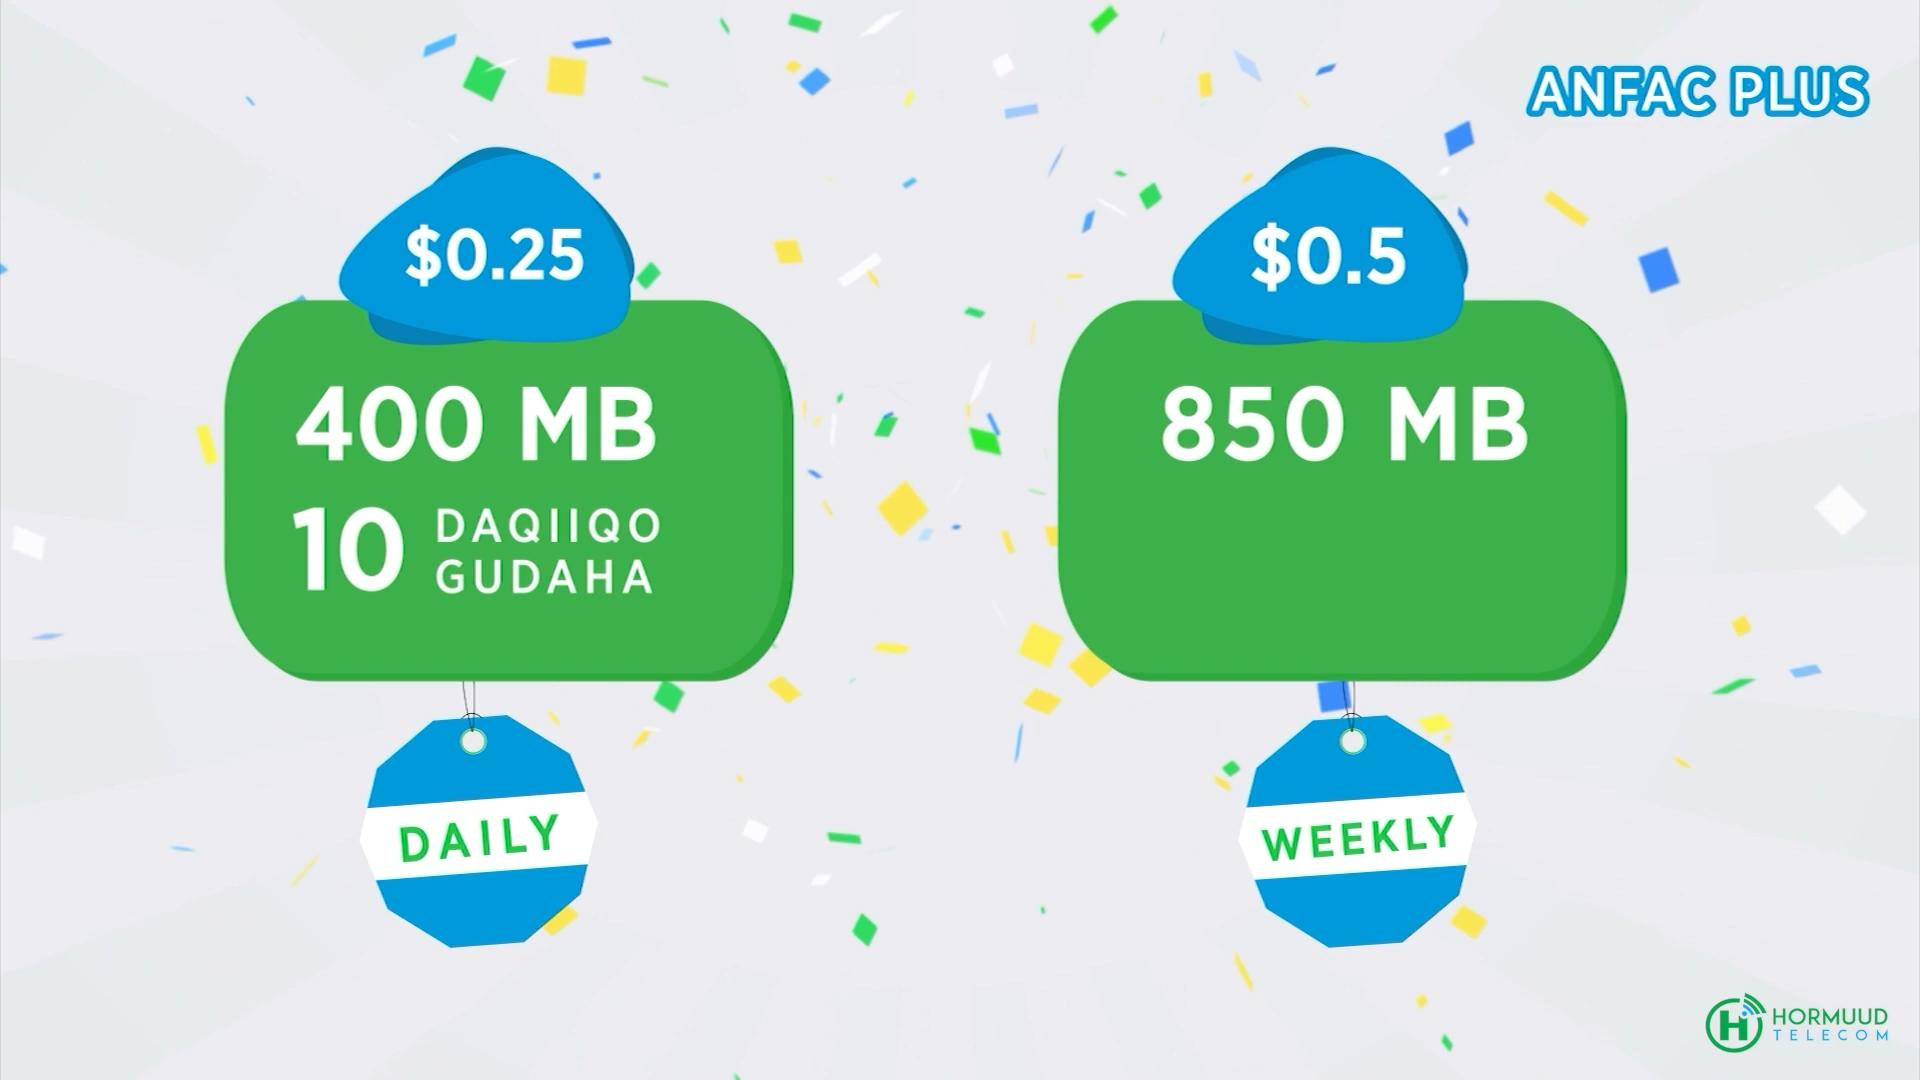 ANFAC PLUS
$0.25
400 MB
10 DAQIIQO
GUDAHA
DAILY
$0.5
850 MB
WEEKLY
HORMUUD
TELECOM